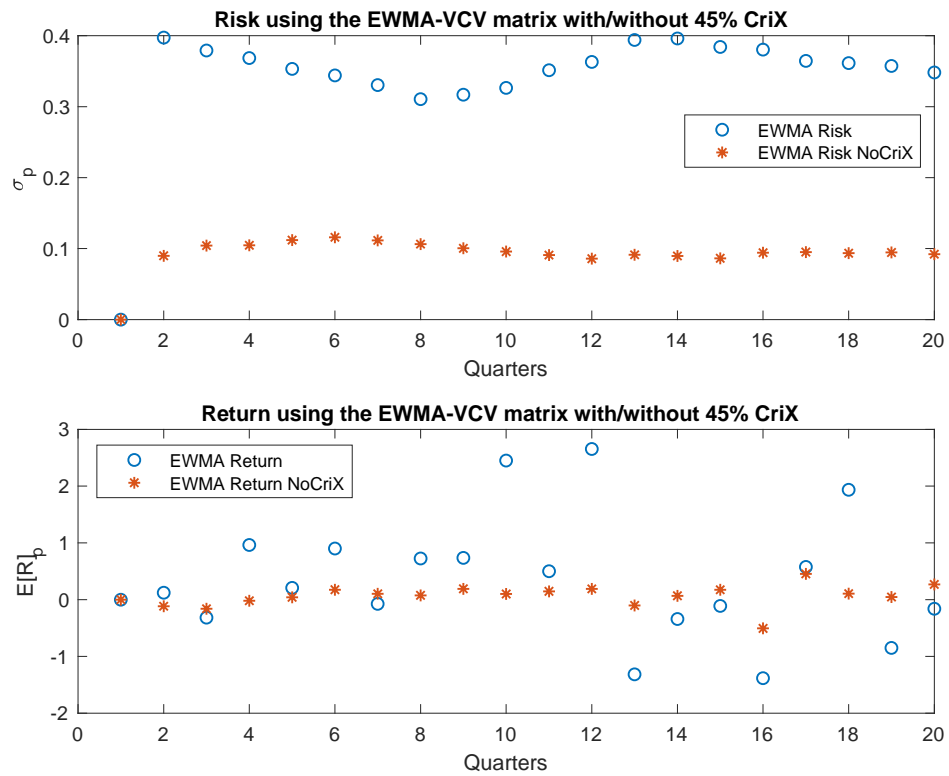 Risk using the EWMA-VCV matrix with/without 45% CriX
0.4
0.3
0.2
0.1
0
σp
EWMA Risk
EWMA Risk NoCriX
0 2 4 6 8 10 12 14 16 18 20
Quarters
Return using the EWMA-VCV matrix with/without 45% CriX
3
2
1
0
-1
-2
E[R]p
EWMA Return
EWMA Return NoCriX
0 2 4 6 8 10 12 14 16 18 20
Quarters